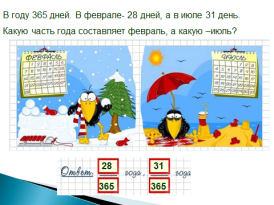 В году 365 дней. В феврале- 28 дней, а в июле 31 день.
Какую часть года составляет февраль, а какую –июль?
ФЕВРАЛЬ
ИЮЛЬ
Ответ: 28/365 года, 31/365 года